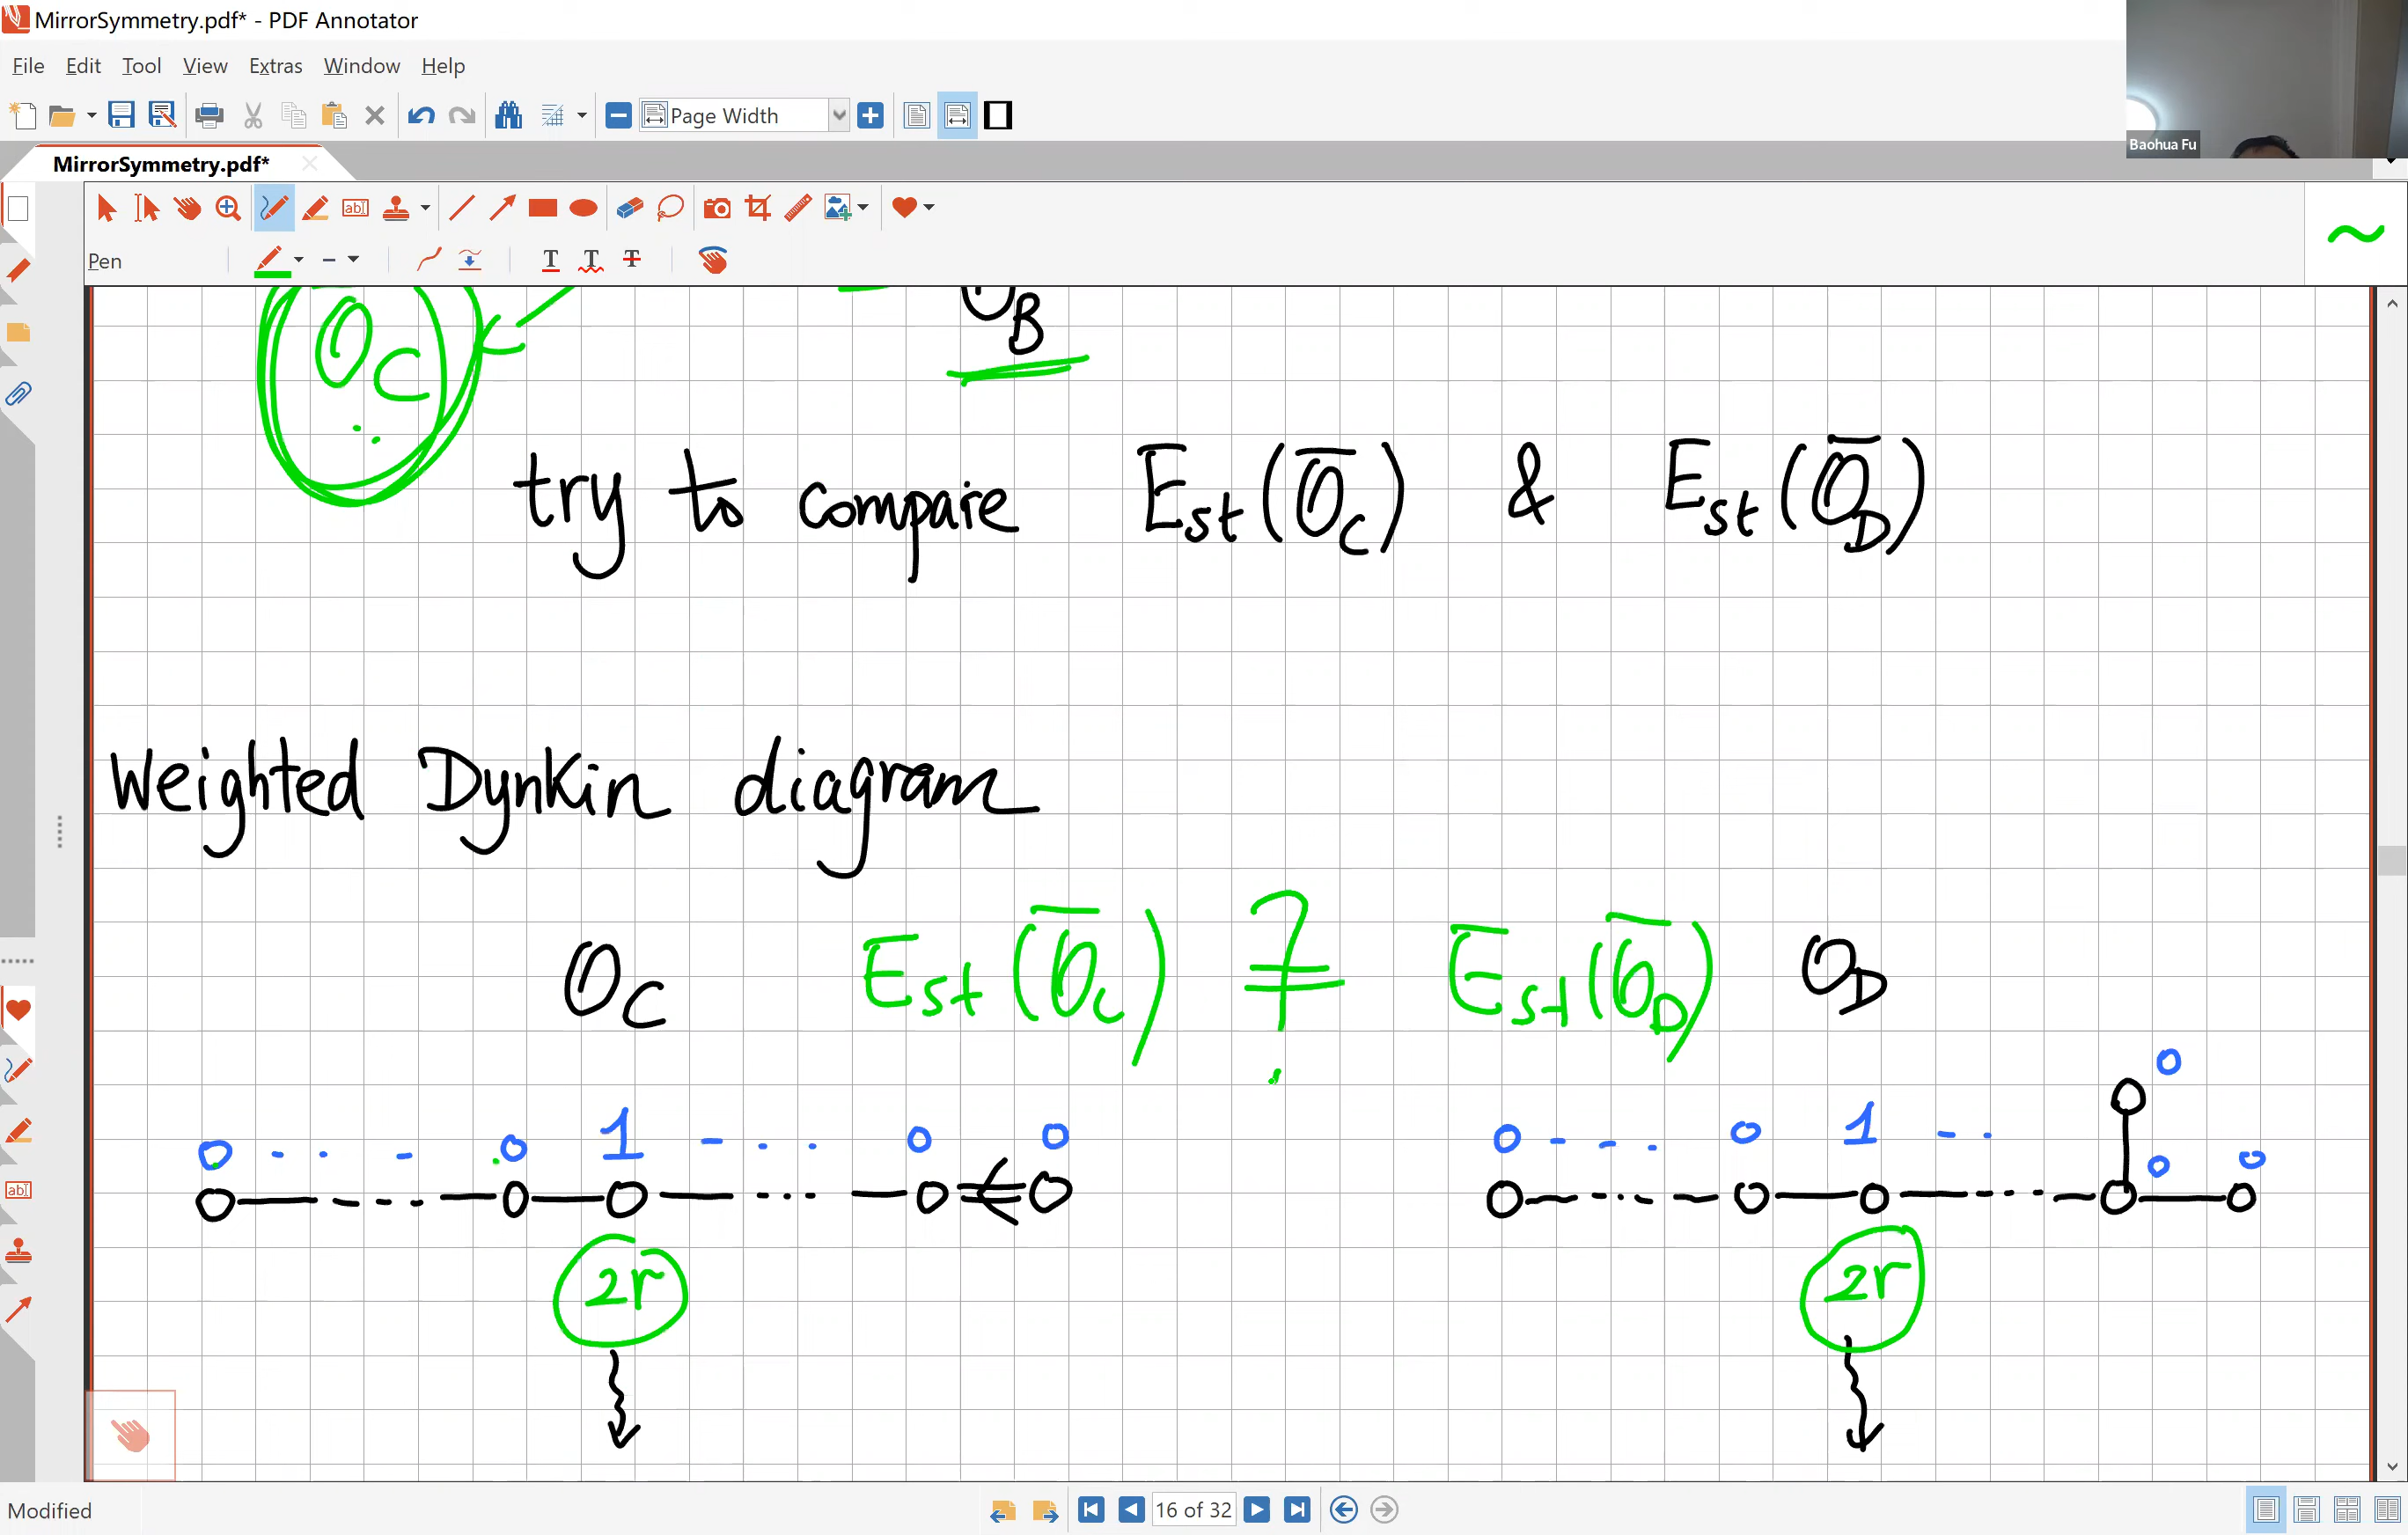 MirrorSymmetry.pdf* - PDF Annotator
File Edit Tool View Extras Window Help
Page Width
Baohua Fu
MirrorSymmetry.pdf*
Pen
O_C
O_B
try to compare E_st(O̅_C) & E_st(O̅_D)
Weighted Dynkin diagram
O_C E_st(O̅_C) =? E_st(O̅_D) O_D
0 -- · - 0 1 - ··· 0 0
0 - - · 0 1 - ·· 0 0 0
2r 2r
Modified
16 of 32